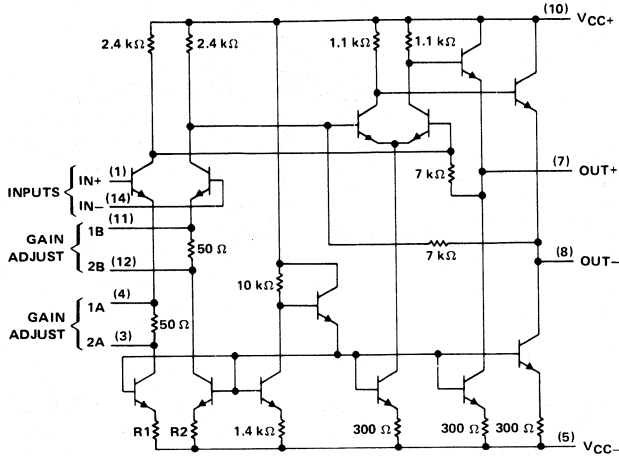 (10)
V CC+
2.4 kΩ 2.4 kΩ 1.1 kΩ 1.1 kΩ
INPUTS
IN+ (1)
IN− (14)
7 kΩ
(7) OUT+
GAIN ADJUST
1B (11)
2B (12)
50 Ω
7 kΩ
(8) OUT−
10 kΩ
GAIN ADJUST
1A (4)
2A (3)
50 Ω
R1 R2 1.4 kΩ 300 Ω 300 Ω 300 Ω
(5)
V CC−